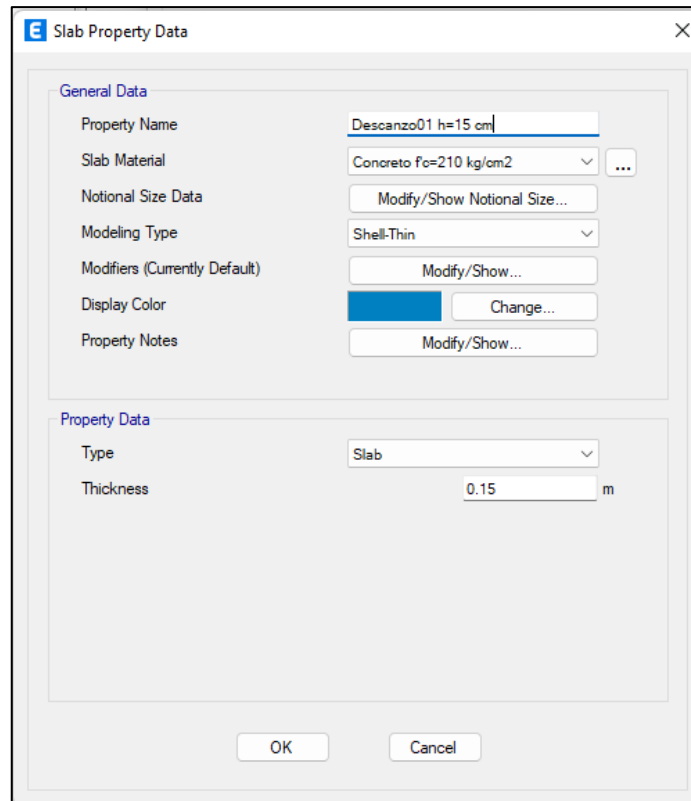 E Slab Property Data
General Data
Property Name Descanzo01 h=15 cm
Slab Material Concreto f'c=210 kg/cm2 ...
Notional Size Data Modify/Show Notional Size...
Modeling Type Shell-Thin
Modifiers (Currently Default) Modify/Show...
Display Color Change...
Property Notes Modify/Show...
Property Data
Type Slab
Thickness 0.15 m
OK Cancel